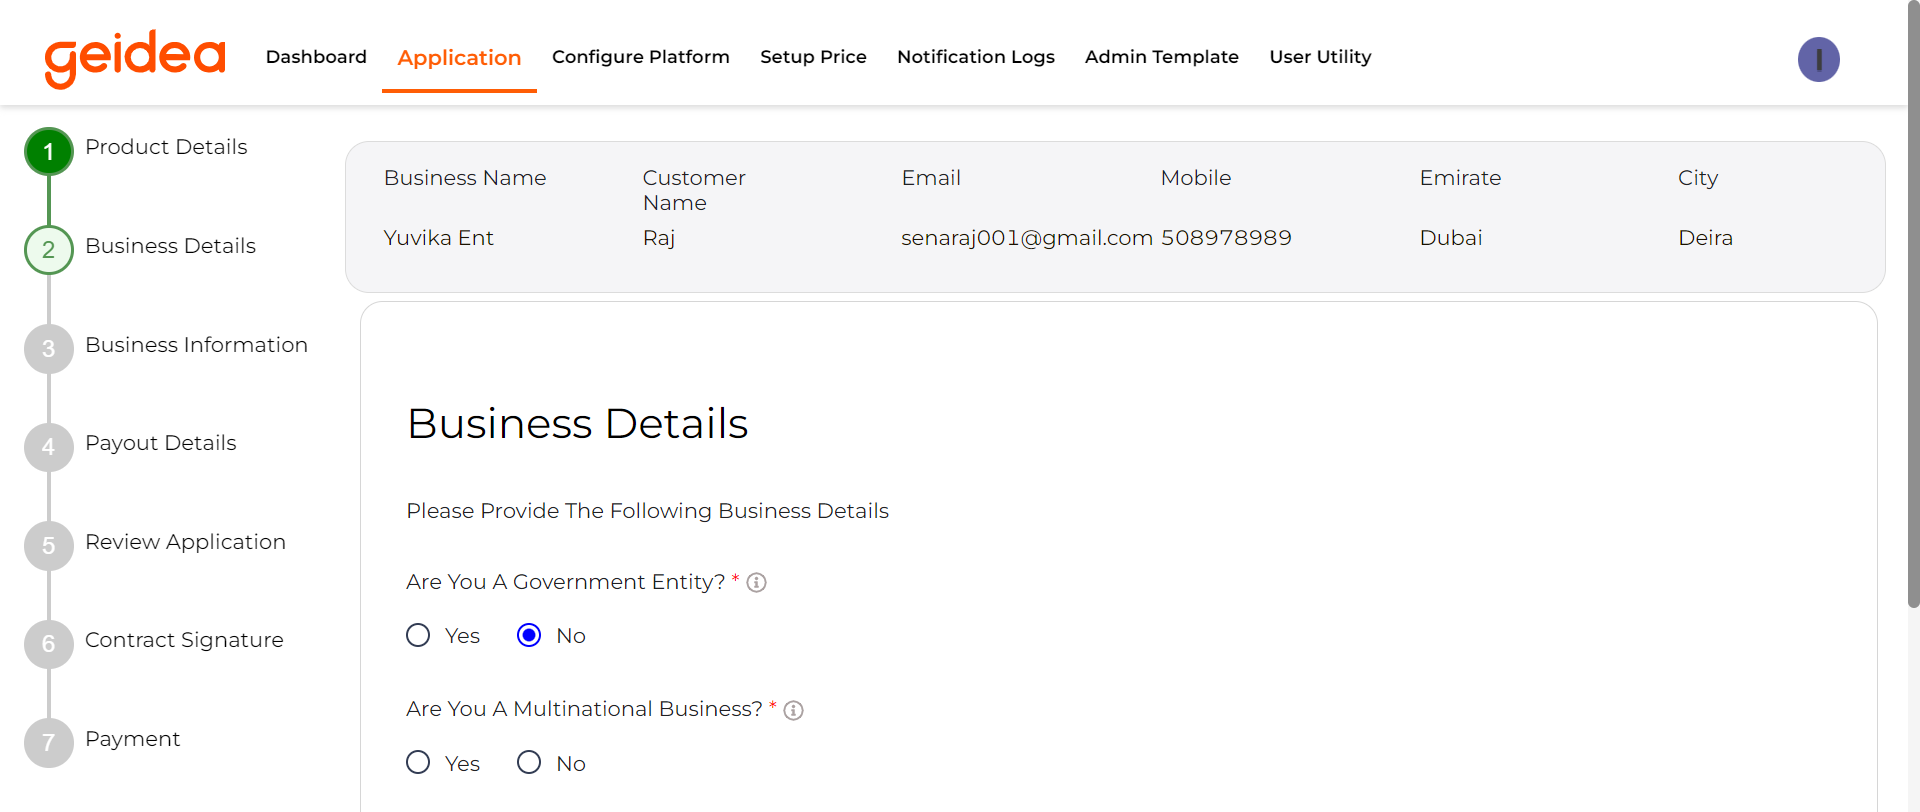 geidea
Dashboard Application Configure Platform Setup Price Notification Logs Admin Template User Utility
I
1 Product Details
2 Business Details
3 Business Information
4 Payout Details
5 Review Application
6 Contract Signature
7 Payment
Business Name Customer Name Email Mobile Emirate City
Yuvika Ent Raj senaraj001@gmail.com 508978989 Dubai Deira
Business Details
Please Provide The Following Business Details
Are You A Government Entity? *
Yes No
Are You A Multinational Business? *
Yes No